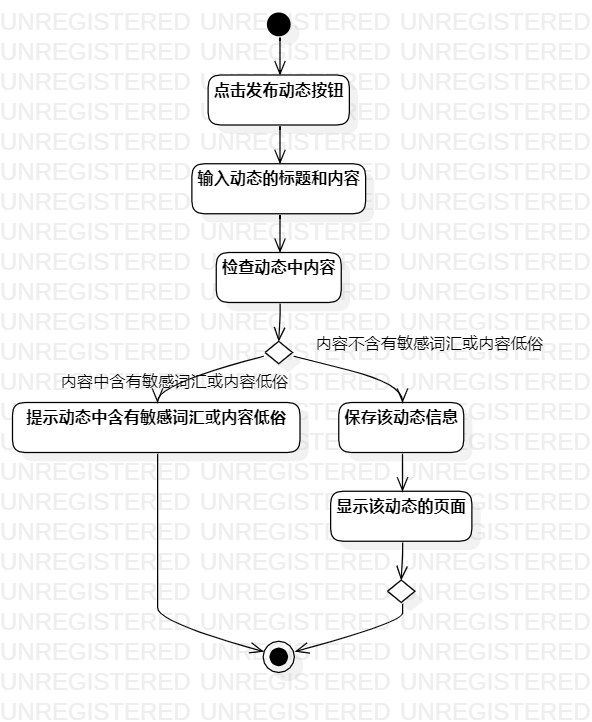 点击发布动态按钮
输入动态的标题和内容
检查动态中内容
内容不含有敏感词汇或内容低俗
内容中含有敏感词汇或内容低俗
提示动态中含有敏感词汇或内容低俗
保存该动态信息
显示该动态的页面
UNREGISTERED UNREGISTERED UNREGISTERED